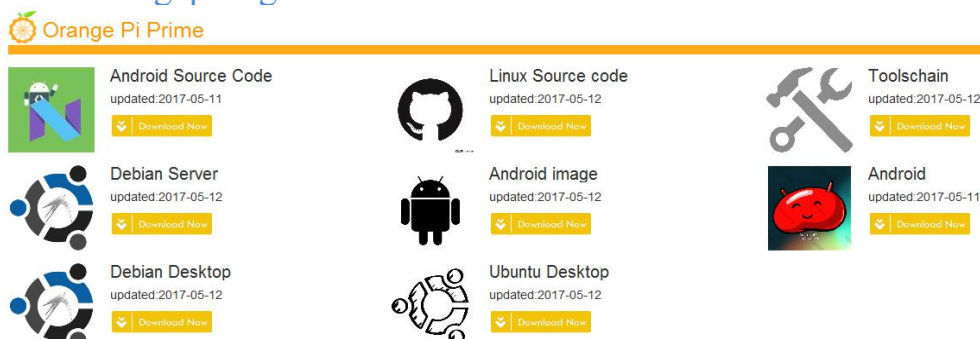 Orange Pi Prime
Android Source Code
updated:2017-05-11
Download Now
Linux Source code
updated:2017-05-12
Download Now
Toolschain
updated:2017-05-12
Download Now
Debian Server
updated:2017-05-12
Download Now
Android image
updated:2017-05-12
Download Now
Android
updated:2017-05-11
Download Now
Debian Desktop
updated:2017-05-12
Download Now
Ubuntu Desktop
updated:2017-05-12
Download Now